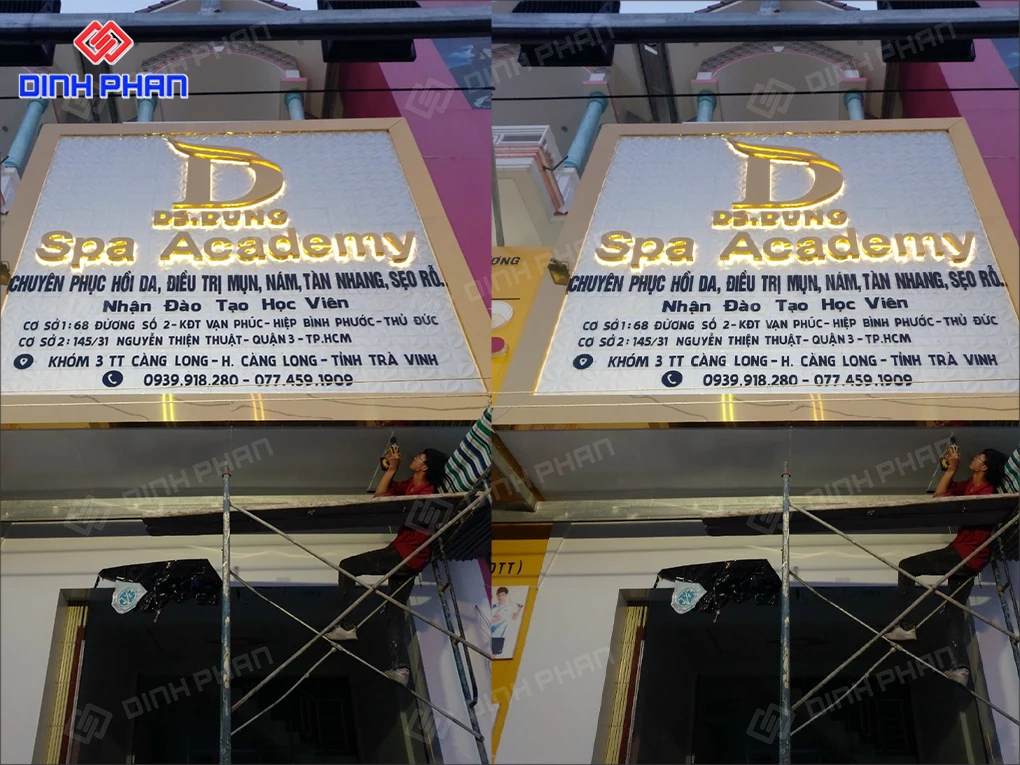 DINH PHAN
Dr.DUNG
Spa Academy
CHUYÊN PHỤC HỒI DA, ĐIỀU TRỊ MỤN, NÁM, TÀN NHANG, SẸO RỖ.
Nhận Đào Tạo Học Viên
CƠ SỞ 1: 68 ĐƯỜNG SỐ 2 - KĐT VẠN PHÚC - HIỆP BÌNH PHƯỚC - THỦ ĐỨC
CƠ SỞ 2: 145/31 NGUYỄN THIỆN THUẬT - QUẬN 3 - TP.HCM
KHÓM 3 TT CÀNG LONG - H. CÀNG LONG - TỈNH TRÀ VINH
0939.918.280 - 077.459.1909
Dr.DUNG
Spa Academy
CHUYÊN PHỤC HỒI DA, ĐIỀU TRỊ MỤN, NÁM, TÀN NHANG, SẸO RỖ.
Nhận Đào Tạo Học Viên
CƠ SỞ 1: 68 ĐƯỜNG SỐ 2 - KĐT VẠN PHÚC - HIỆP BÌNH PHƯỚC - THỦ ĐỨC
CƠ SỞ 2: 145/31 NGUYỄN THIỆN THUẬT - QUẬN 3 - TP.HCM
KHÓM 3 TT CÀNG LONG - H. CÀNG LONG - TỈNH TRÀ VINH
0939.918.280 - 077.459.1909